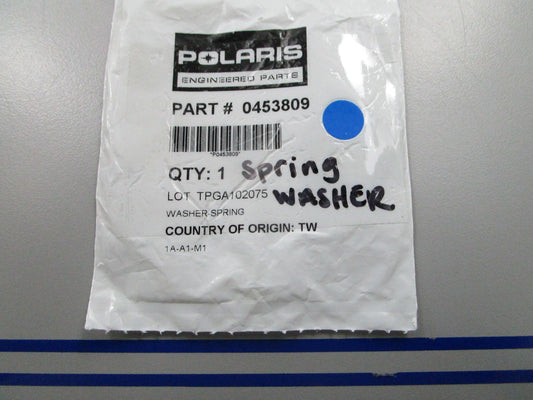 POLARIS
ENGINEERED PARTS
PART # 0453809
*P0453809*
QTY: 1 Spring
LOT TPGA102075 WASHER
WASHER-SPRING
COUNTRY OF ORIGIN: TW
1A-A1-M1